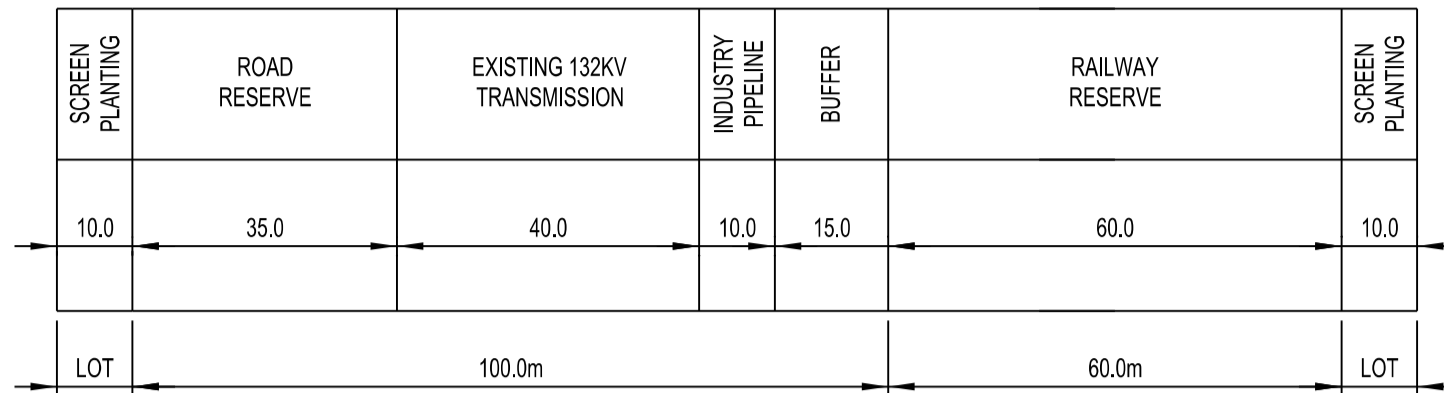 SCREEN
PLANTING
ROAD
RESERVE
EXISTING 132KV
TRANSMISSION
INDUSTRY
PIPELINE
BUFFER
RAILWAY
RESERVE
SCREEN
PLANTING
10.0
35.0
40.0
10.0
15.0
60.0
10.0
LOT
100.0m
60.0m
LOT